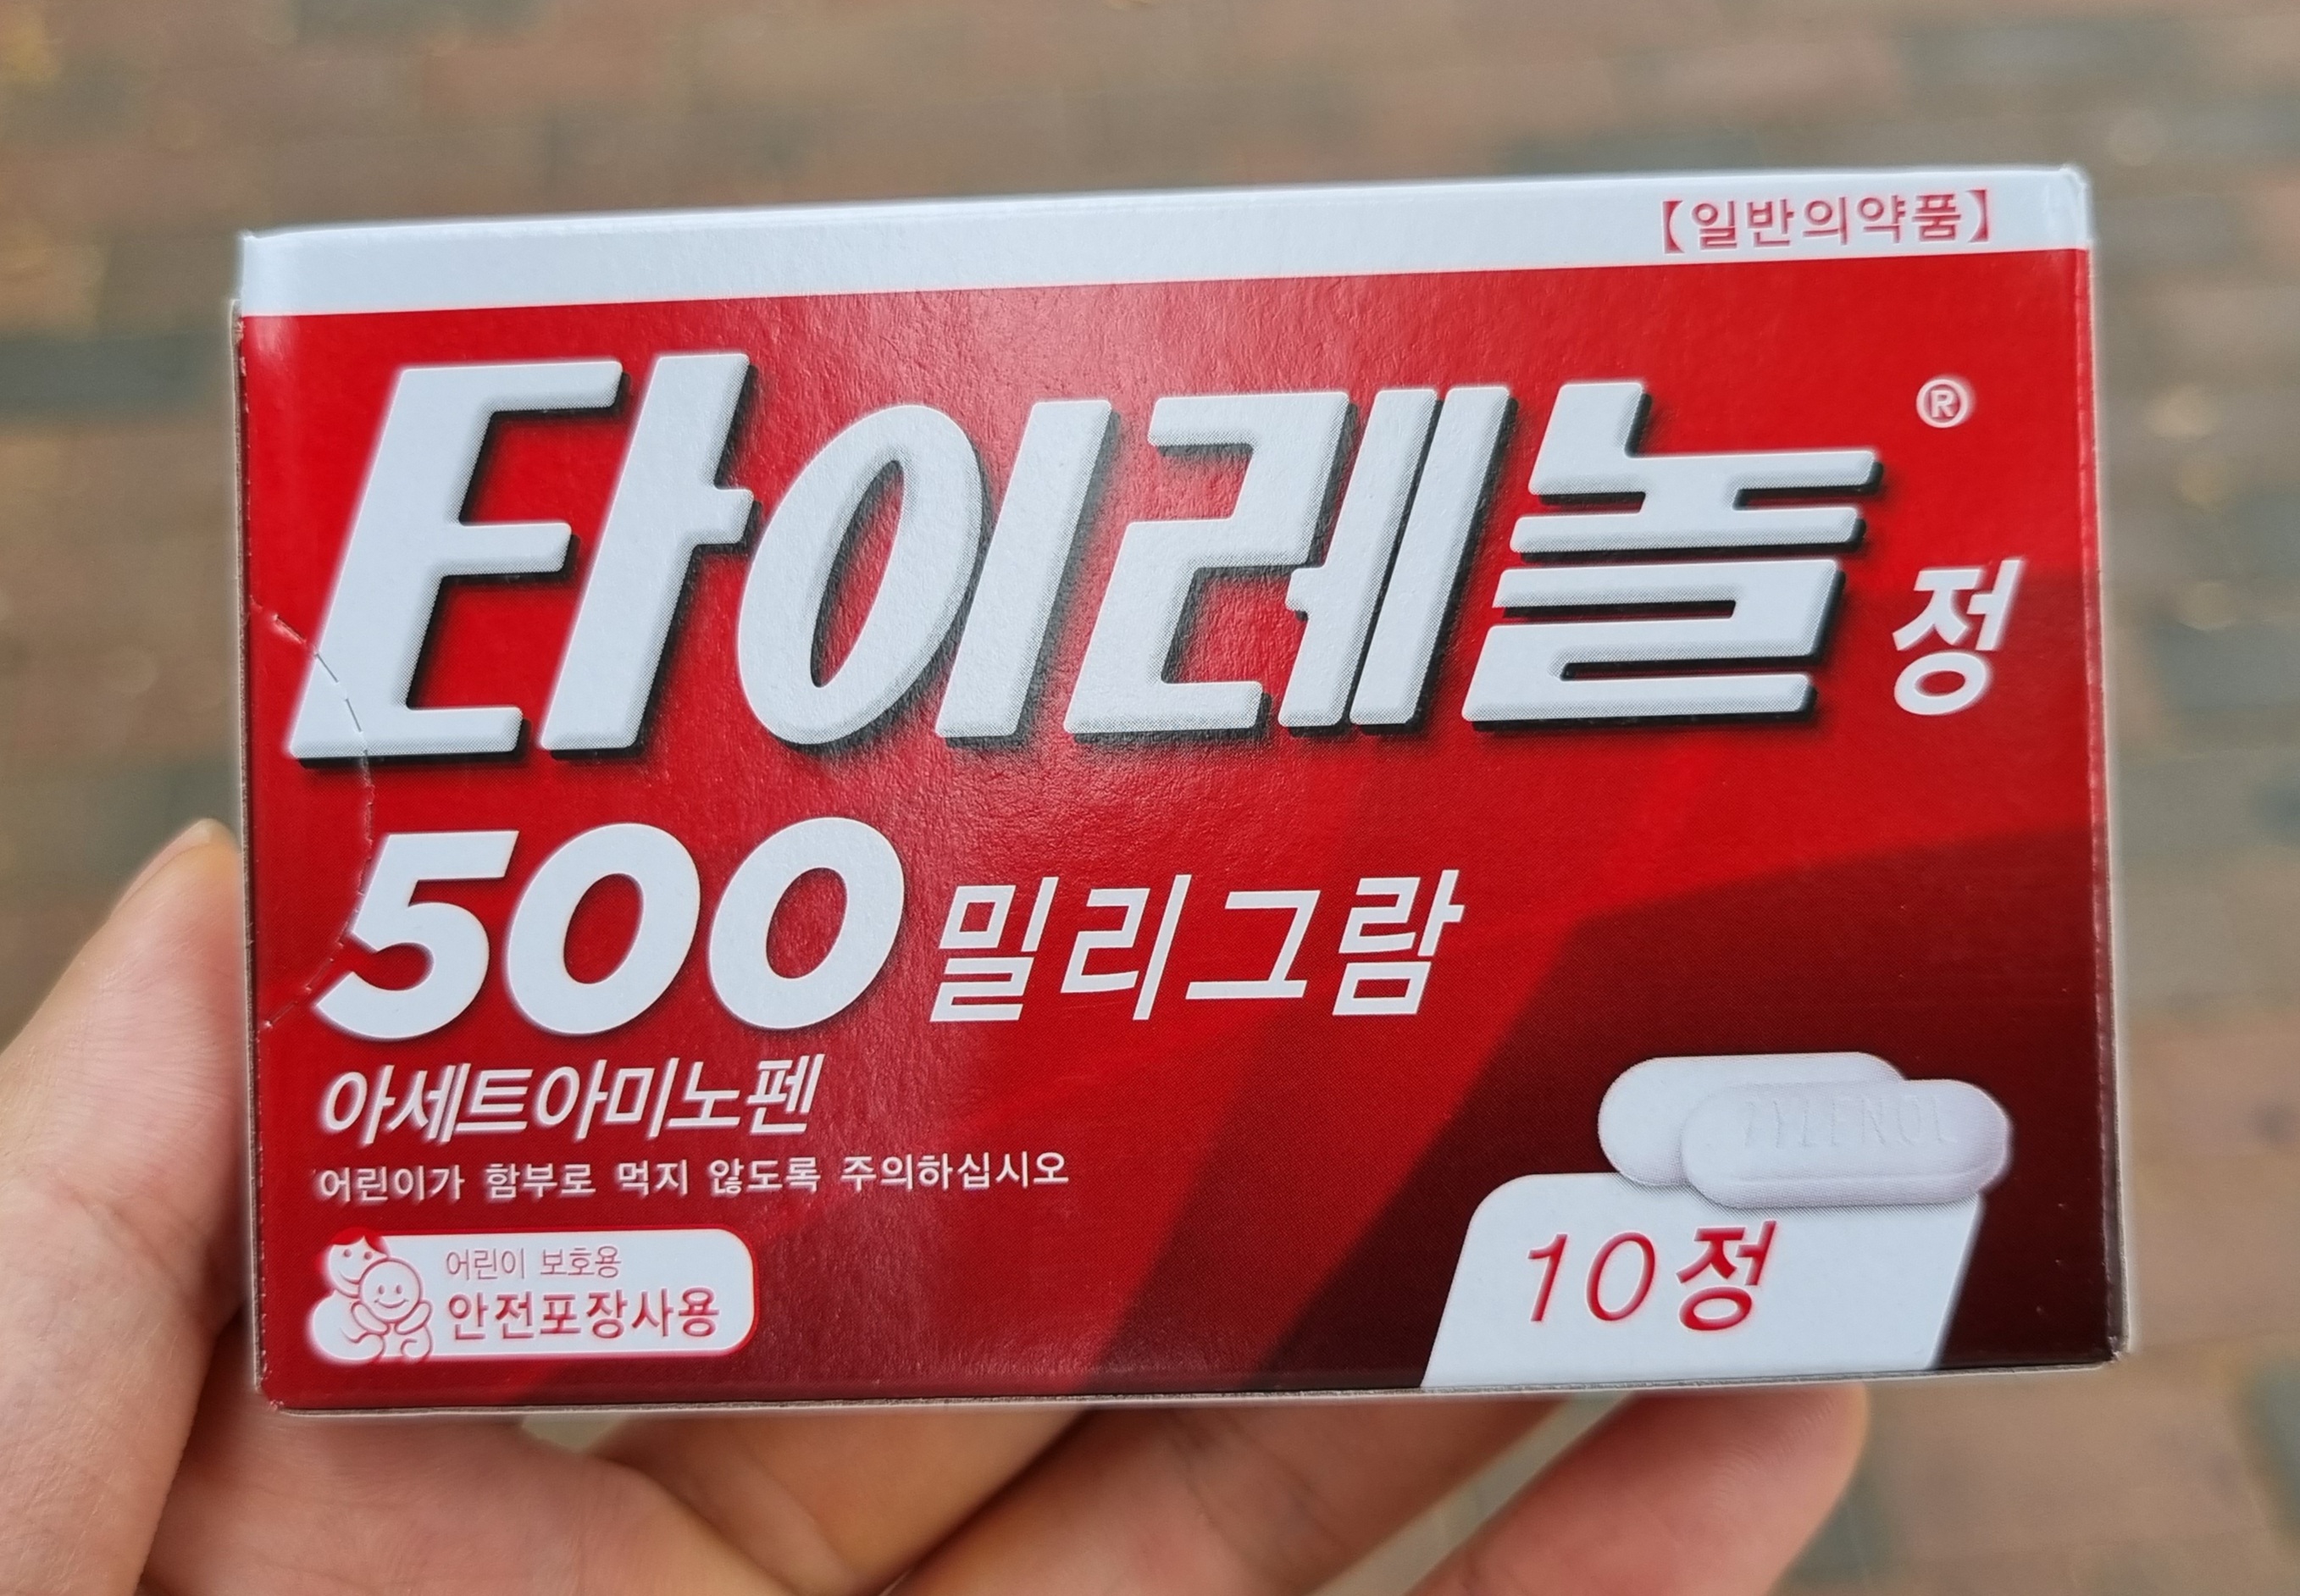 【일반의약품】
타이레놀® 정
500 밀리그람
아세트아미노펜
어린이가 함부로 먹지 않도록 주의하십시오
어린이 보호용
안전포장사용
TYLENOL
10정